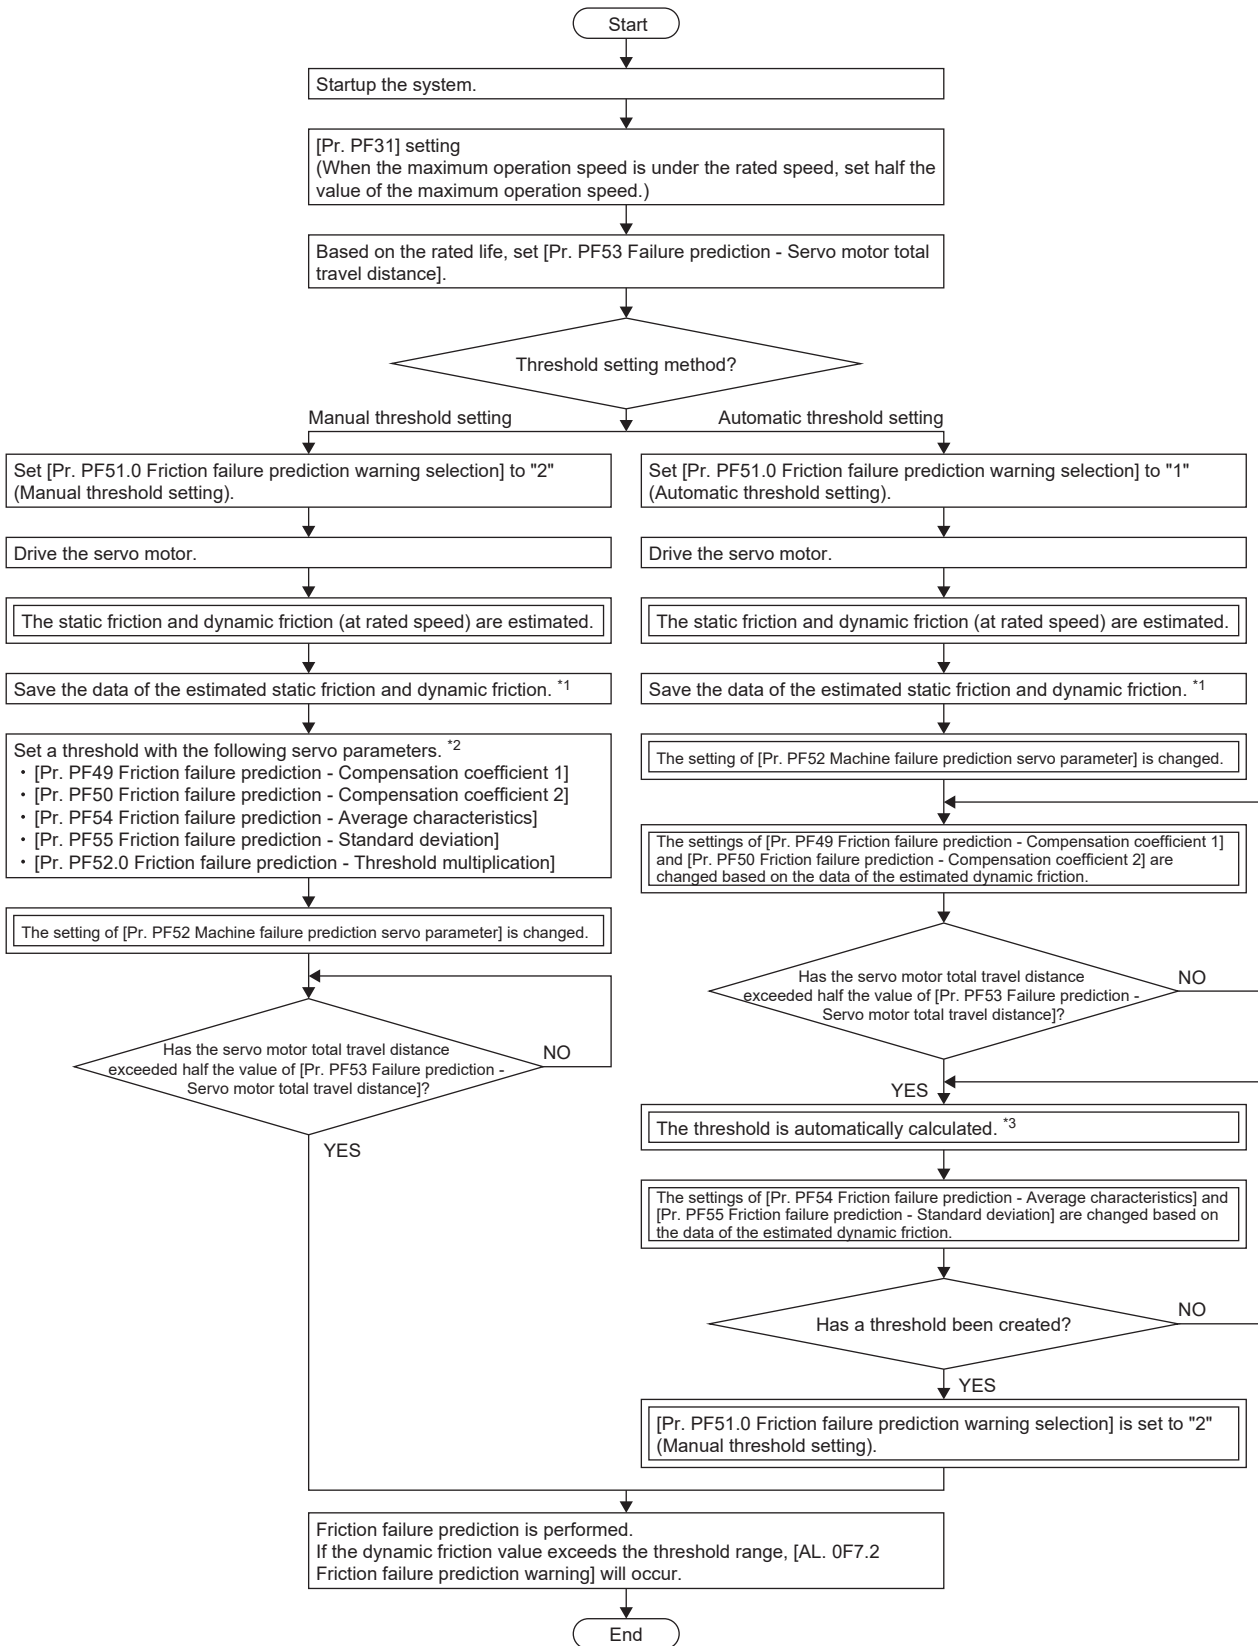 Start
Startup the system.
[Pr. PF31] setting
(When the maximum operation speed is under the rated speed, set half the
value of the maximum operation speed.)
Based on the rated life, set [Pr. PF53 Failure prediction - Servo motor total
travel distance].
Threshold setting method?
Manual threshold setting
Automatic threshold setting
Set [Pr. PF51.0 Friction failure prediction warning selection] to "2"
(Manual threshold setting).
Drive the servo motor.
The static friction and dynamic friction (at rated speed) are estimated.
Save the data of the estimated static friction and dynamic friction. *1
Set a threshold with the following servo parameters. *2
・[Pr. PF49 Friction failure prediction - Compensation coefficient 1]
・[Pr. PF50 Friction failure prediction - Compensation coefficient 2]
・[Pr. PF54 Friction failure prediction - Average characteristics]
・[Pr. PF55 Friction failure prediction - Standard deviation]
・[Pr. PF52.0 Friction failure prediction - Threshold multiplication]
The setting of [Pr. PF52 Machine failure prediction servo parameter] is changed.
Has the servo motor total travel distance
exceeded half the value of [Pr. PF53 Failure prediction -
Servo motor total travel distance]?
NO
YES
Set [Pr. PF51.0 Friction failure prediction warning selection] to "1"
(Automatic threshold setting).
Drive the servo motor.
The static friction and dynamic friction (at rated speed) are estimated.
Save the data of the estimated static friction and dynamic friction. *1
The setting of [Pr. PF52 Machine failure prediction servo parameter] is changed.
The settings of [Pr. PF49 Friction failure prediction - Compensation coefficient 1]
and [Pr. PF50 Friction failure prediction - Compensation coefficient 2] are
changed based on the data of the estimated dynamic friction.
Has the servo motor total travel distance
exceeded half the value of [Pr. PF53 Failure prediction -
Servo motor total travel distance]?
NO
YES
The threshold is automatically calculated. *3
The settings of [Pr. PF54 Friction failure prediction - Average characteristics] and
[Pr. PF55 Friction failure prediction - Standard deviation] are changed based on
the data of the estimated dynamic friction.
Has a threshold been created?
NO
YES
[Pr. PF51.0 Friction failure prediction warning selection] is set to "2"
(Manual threshold setting).
Friction failure prediction is performed.
If the dynamic friction value exceeds the threshold range, [AL. 0F7.2
Friction failure prediction warning] will occur.
End